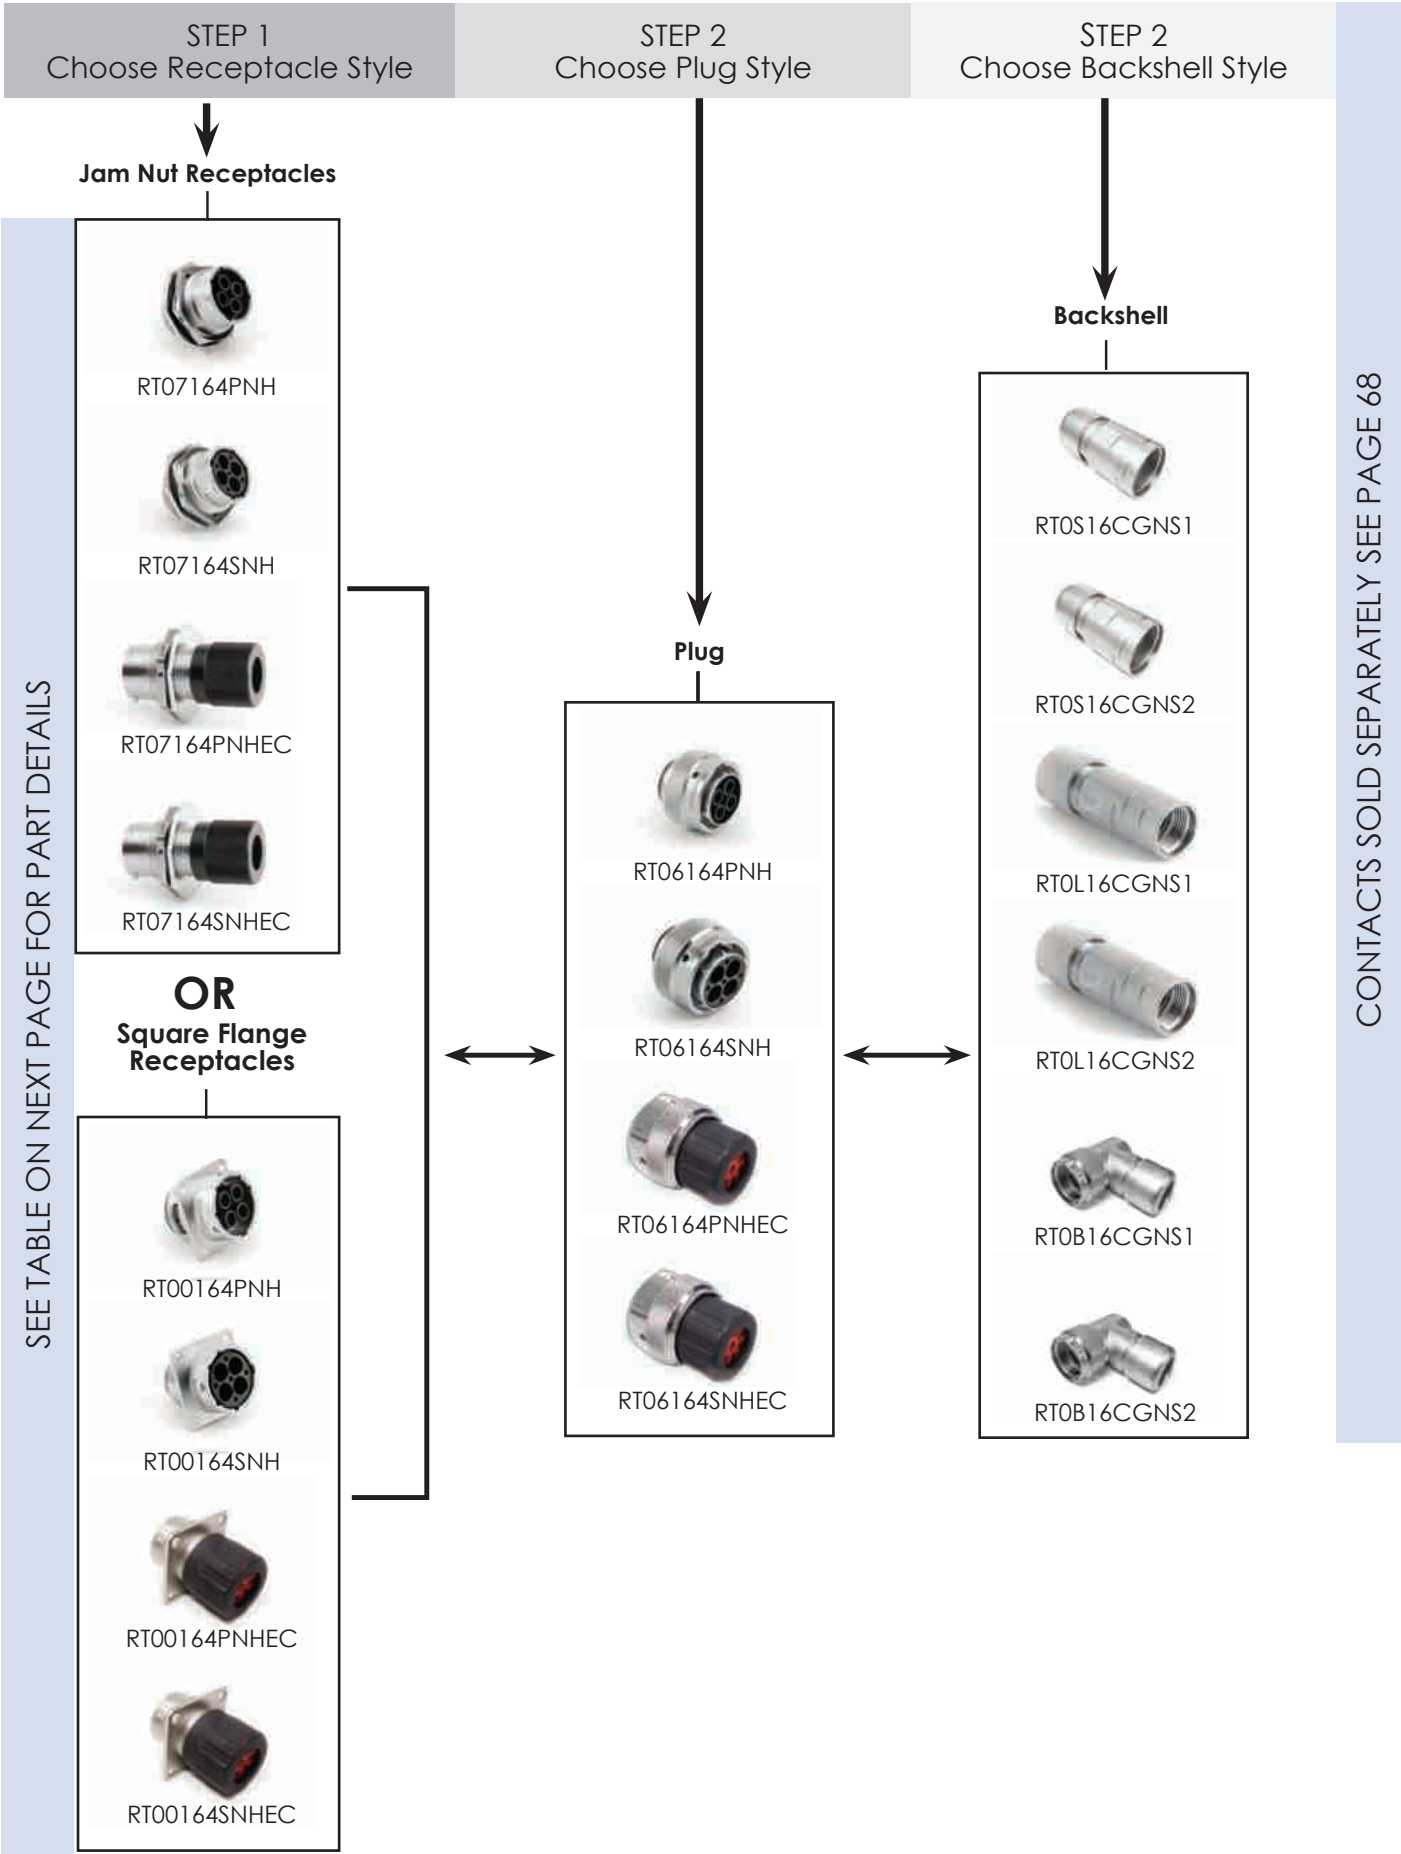 STEP 1
Choose Receptacle Style
STEP 2
Choose Plug Style
STEP 2
Choose Backshell Style
Jam Nut Receptacles
RT07164PNH
RT07164SNH
RT07164PNHEC
RT07164SNHEC
OR
Square Flange
Receptacles
RT00164PNH
RT00164SNH
RT00164PNHEC
RT00164SNHEC
Plug
RT06164PNH
RT06164SNH
RT06164PNHEC
RT06164SNHEC
Backshell
RT0S16CGNS1
RT0S16CGNS2
RT0L16CGNS1
RT0L16CGNS2
RT0B16CGNS1
RT0B16CGNS2
SEE TABLE ON NEXT PAGE FOR PART DETAILS
CONTACTS SOLD SEPARATELY SEE PAGE 68